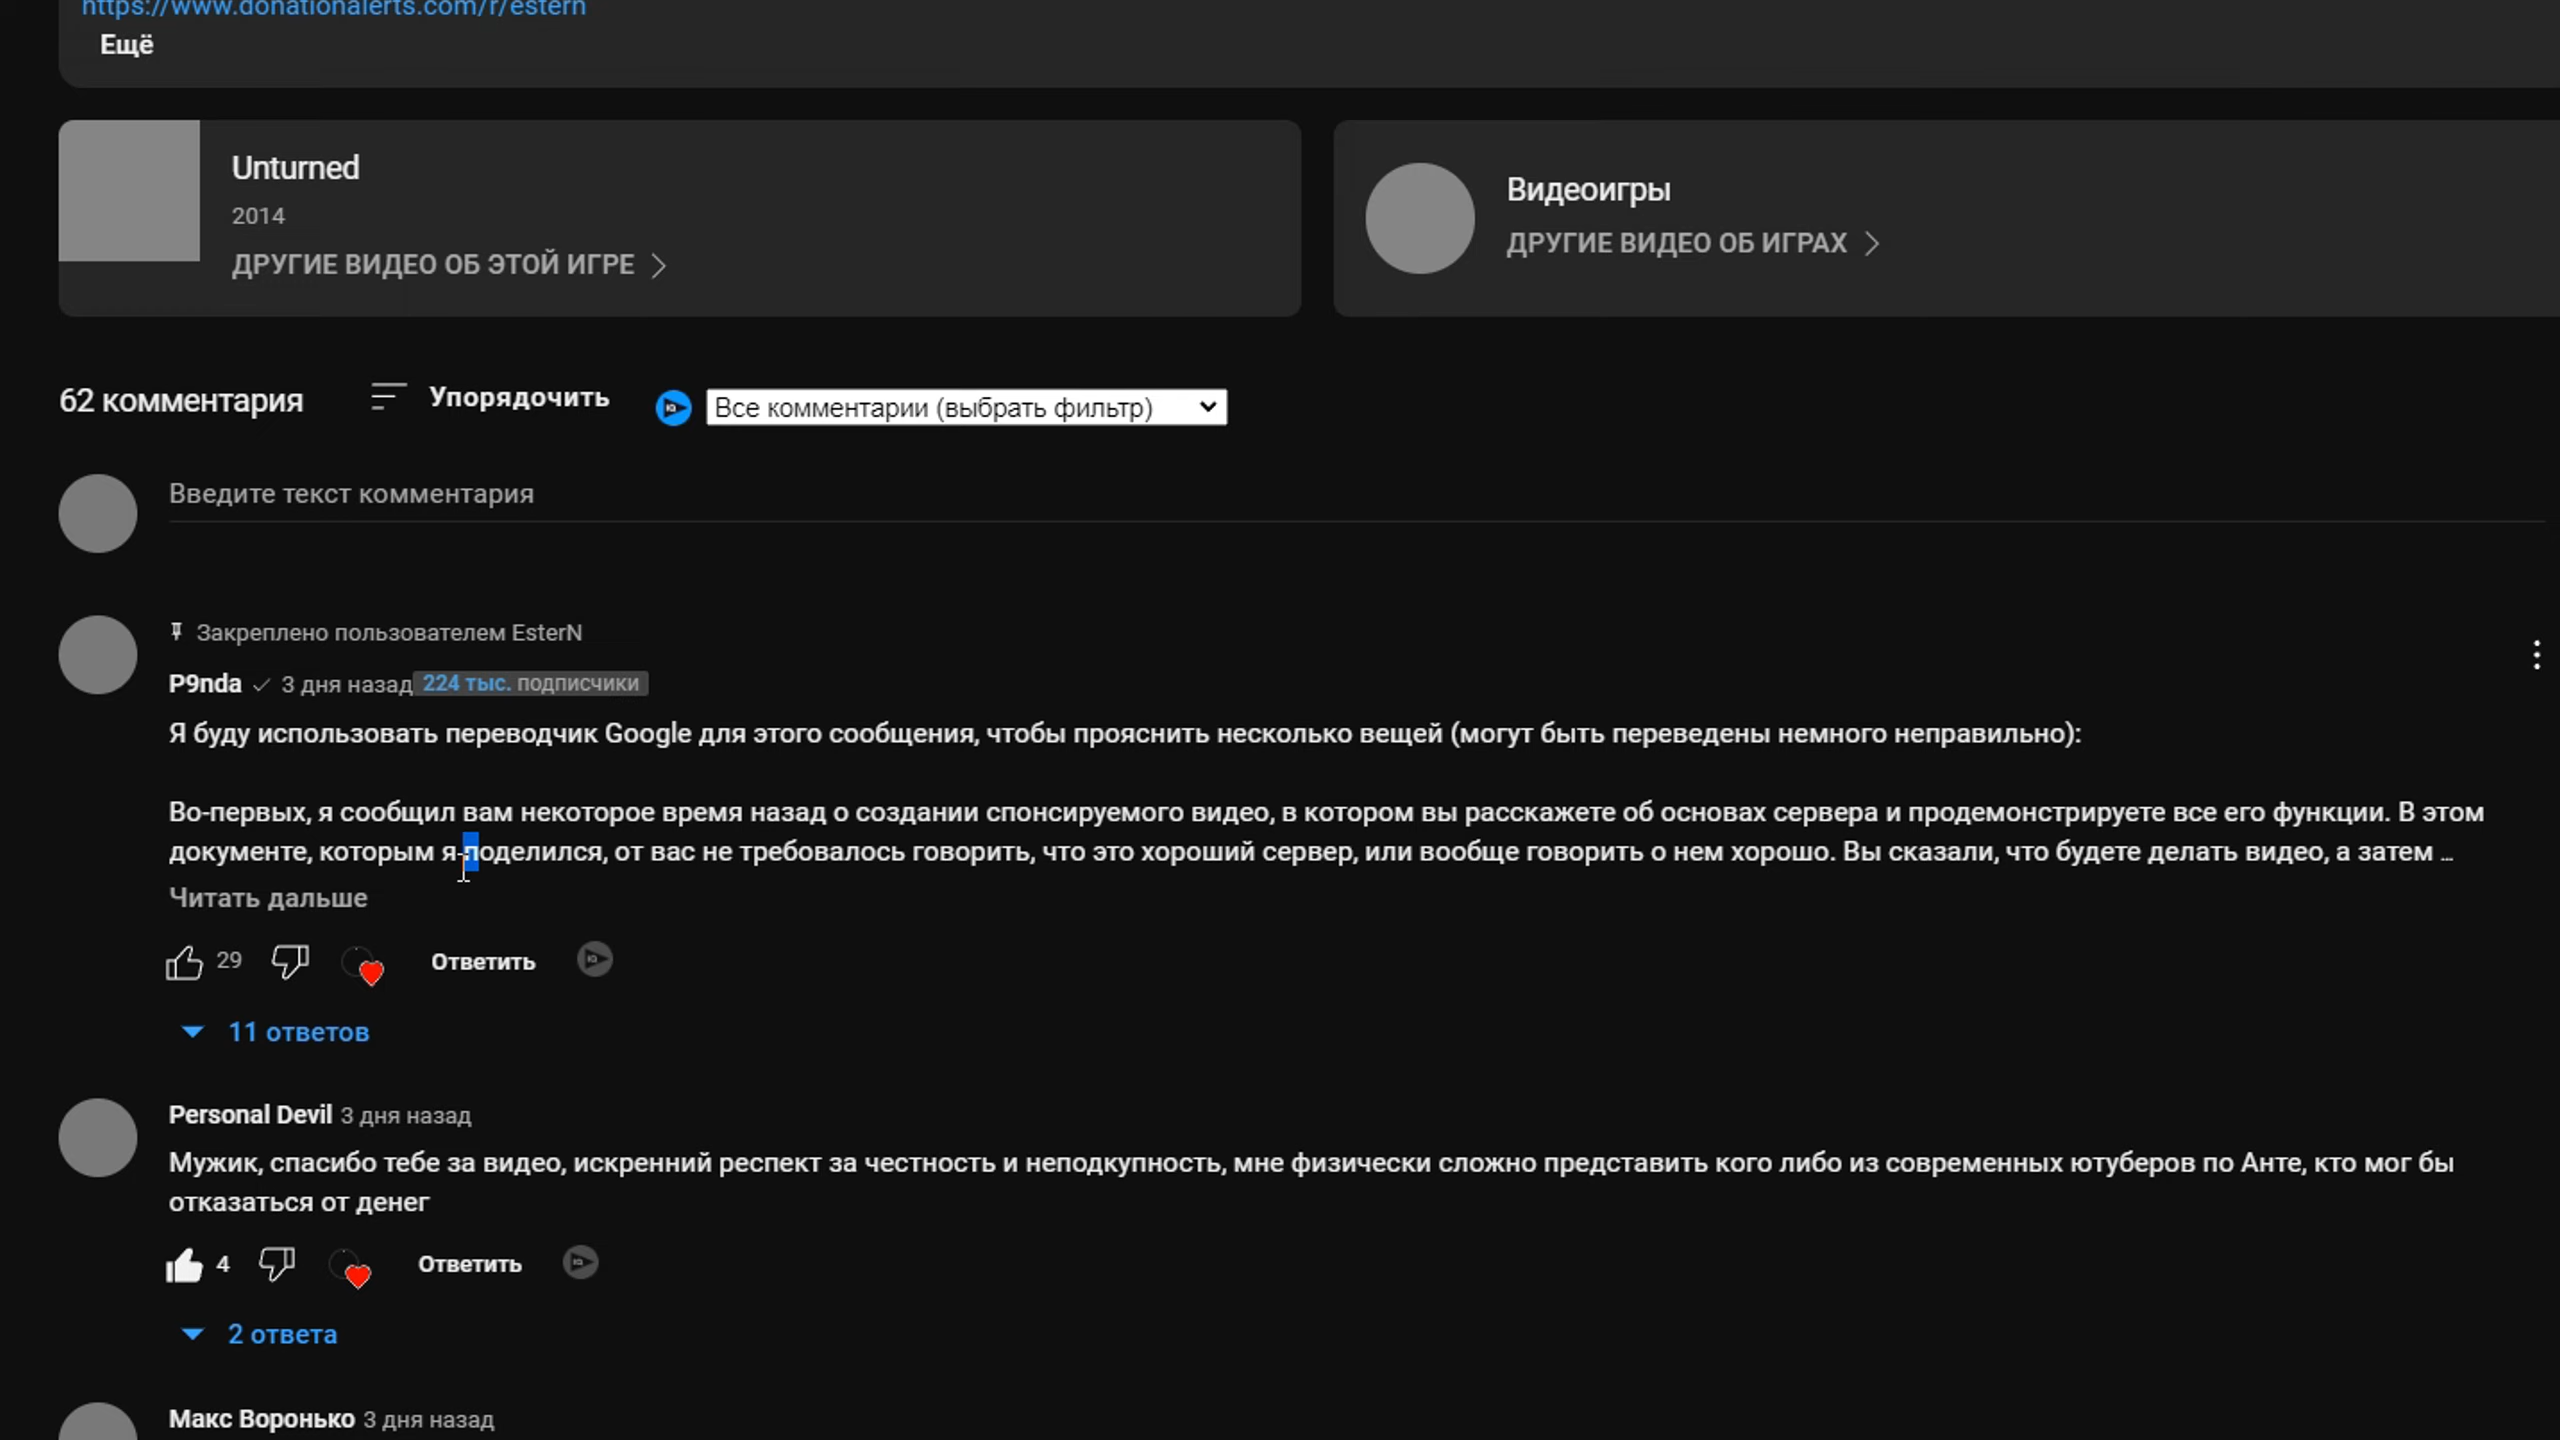 https://www.donationalerts.com/r/estern
Ещё
Unturned
2014
ДРУГИЕ ВИДЕО ОБ ЭТОЙ ИГРЕ
Видеоигры
ДРУГИЕ ВИДЕО ОБ ИГРАХ
62 комментария
Упорядочить
Все комментарии (выбрать фильтр)
Введите текст комментария
Закреплено пользователем EsterN
P9nda 3 дня назад 224 тыс. подписчики
Я буду использовать переводчик Google для этого сообщения, чтобы прояснить несколько вещей (могут быть переведены немного неправильно):
Во-первых, я сообщил вам некоторое время назад о создании спонсируемого видео, в котором вы расскажете об основах сервера и продемонстрируете все его функции. В этом
документе, которым я поделился, от вас не требовалось говорить, что это хороший сервер, или вообще говорить о нем хорошо. Вы сказали, что будете делать видео, а затем ...
Читать дальше
29 Ответить
11 ответов
Personal Devil 3 дня назад
Мужик, спасибо тебе за видео, искренний респект за честность и неподкупность, мне физически сложно представить кого либо из современных ютуберов по Анте, кто мог бы
отказаться от денег
4 Ответить
2 ответа
Макс Воронько 3 дня назад